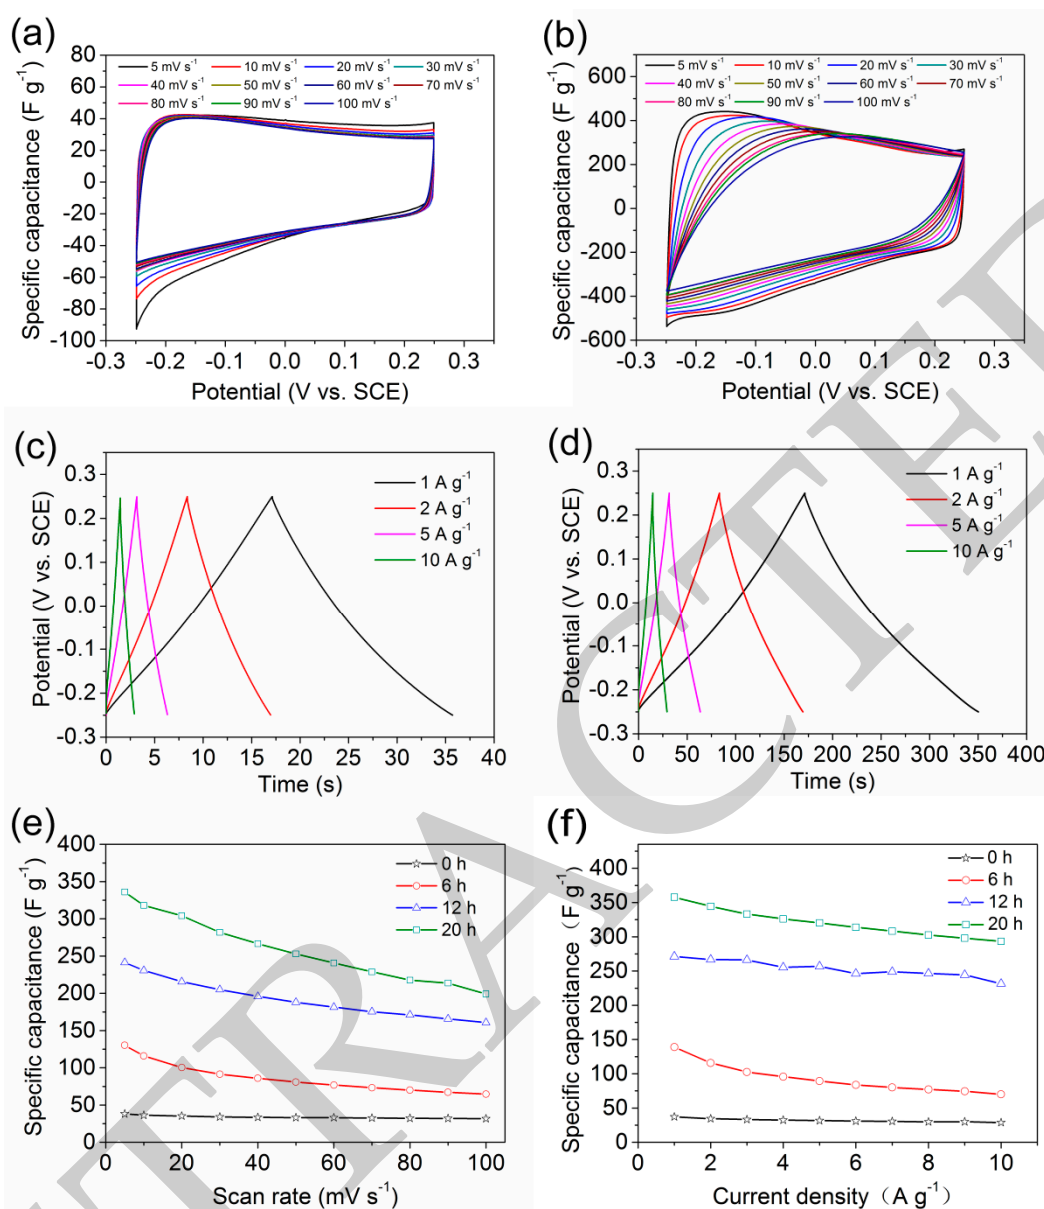 (a)
Specific capacitance (F g⁻¹)
80
60
40
20
0
-20
-40
-60
-80
-100
5 mV s⁻¹ 10 mV s⁻¹ 20 mV s⁻¹ 30 mV s⁻¹
40 mV s⁻¹ 50 mV s⁻¹ 60 mV s⁻¹ 70 mV s⁻¹
80 mV s⁻¹ 90 mV s⁻¹ 100 mV s⁻¹
-0.3 -0.2 -0.1 0.0 0.1 0.2 0.3
Potential (V vs. SCE)
(b)
Specific capacitance (F g⁻¹)
600
400
200
0
-200
-400
-600
5 mV s⁻¹ 10 mV s⁻¹ 20 mV s⁻¹ 30 mV s⁻¹
40 mV s⁻¹ 50 mV s⁻¹ 60 mV s⁻¹ 70 mV s⁻¹
80 mV s⁻¹ 90 mV s⁻¹ 100 mV s⁻¹
-0.3 -0.2 -0.1 0.0 0.1 0.2 0.3
Potential (V vs. SCE)
(c)
Potential (V vs. SCE)
0.3
0.2
0.1
0.0
-0.1
-0.2
-0.3
1 A g⁻¹
2 A g⁻¹
5 A g⁻¹
10 A g⁻¹
0 5 10 15 20 25 30 35 40
Time (s)
(d)
Potential (V vs. SCE)
0.3
0.2
0.1
0.0
-0.1
-0.2
-0.3
1 A g⁻¹
2 A g⁻¹
5 A g⁻¹
10 A g⁻¹
0 50 100 150 200 250 300 350 400
Time (s)
(e)
Specific capacitance (F g⁻¹)
400
350
300
250
200
150
100
50
0
0 h
6 h
12 h
20 h
0 20 40 60 80 100
Scan rate (mV s⁻¹)
(f)
Specific capacitance（F g⁻¹)
400
350
300
250
200
150
100
50
0
0 h
6 h
12 h
20 h
0 2 4 6 8 10
Current density（A g⁻¹)